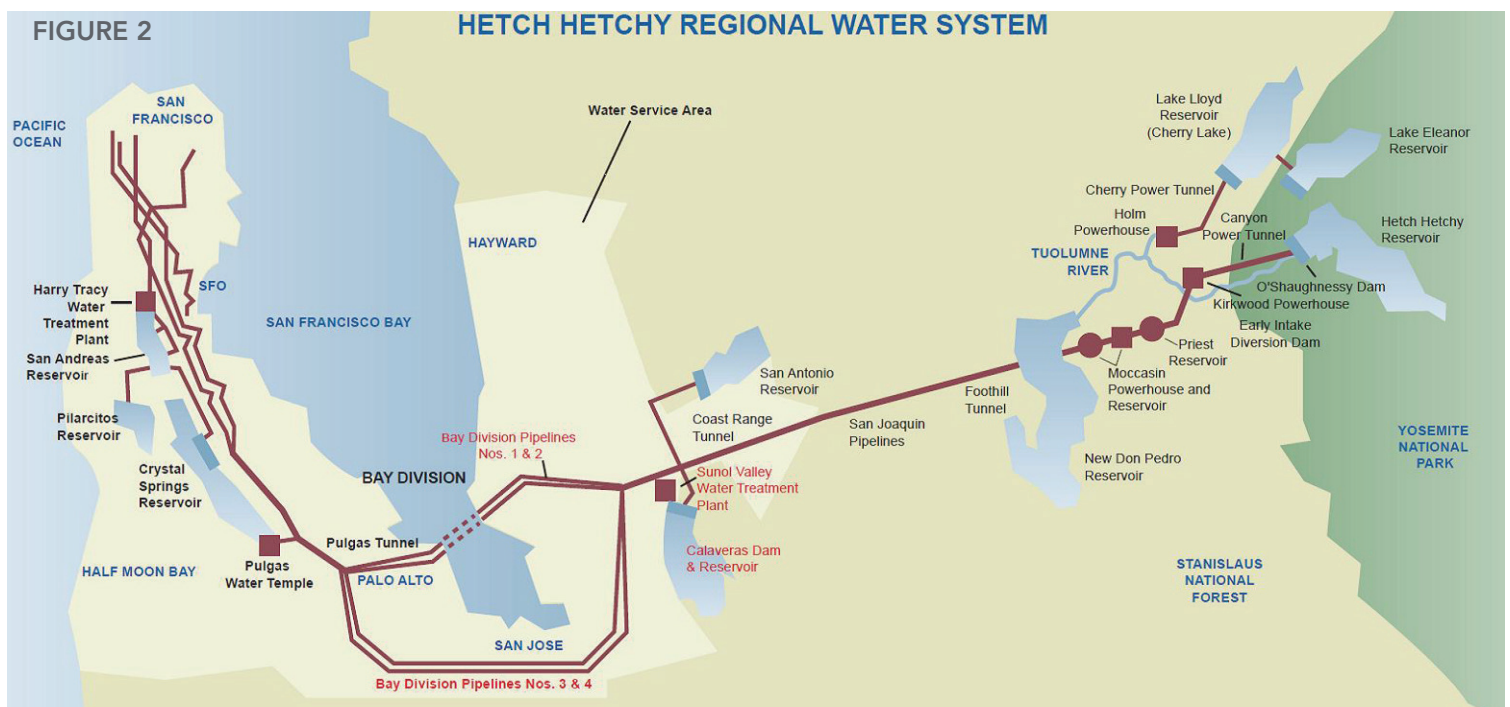 FIGURE 2
HETCH HETCHY REGIONAL WATER SYSTEM
SAN
FRANCISCO
PACIFIC
OCEAN
Water Service Area
Lake Lloyd
Reservoir
(Cherry Lake)
Lake Eleanor
Reservoir
Cherry Power Tunnel
Holm
Powerhouse
Canyon
Power Tunnel
Hetch Hetchy
Reservoir
HAYWARD
TUOLUMNE
RIVER
SFO
Harry Tracy
Water
Treatment
Plant
SAN FRANCISCO BAY
O'Shaughnessy Dam
Kirkwood Powerhouse
Early Intake
Diversion Dam
Priest
Reservoir
San Andreas
Reservoir
San Antonio
Reservoir
Moccasin
Powerhouse and
Reservoir
Foothill
Tunnel
Pilarcitos
Reservoir
Coast Range
Tunnel
San Joaquin
Pipelines
Bay Division Pipelines
Nos. 1 & 2
YOSEMITE
NATIONAL
PARK
Crystal
Springs
Reservoir
BAY DIVISION
Sunol Valley
Water Treatment
Plant
New Don Pedro
Reservoir
Pulgas Tunnel
Calaveras Dam
& Reservoir
HALF MOON BAY
Pulgas
Water Temple
PALO ALTO
STANISLAUS
NATIONAL
FOREST
SAN JOSE
Bay Division Pipelines Nos. 3 & 4